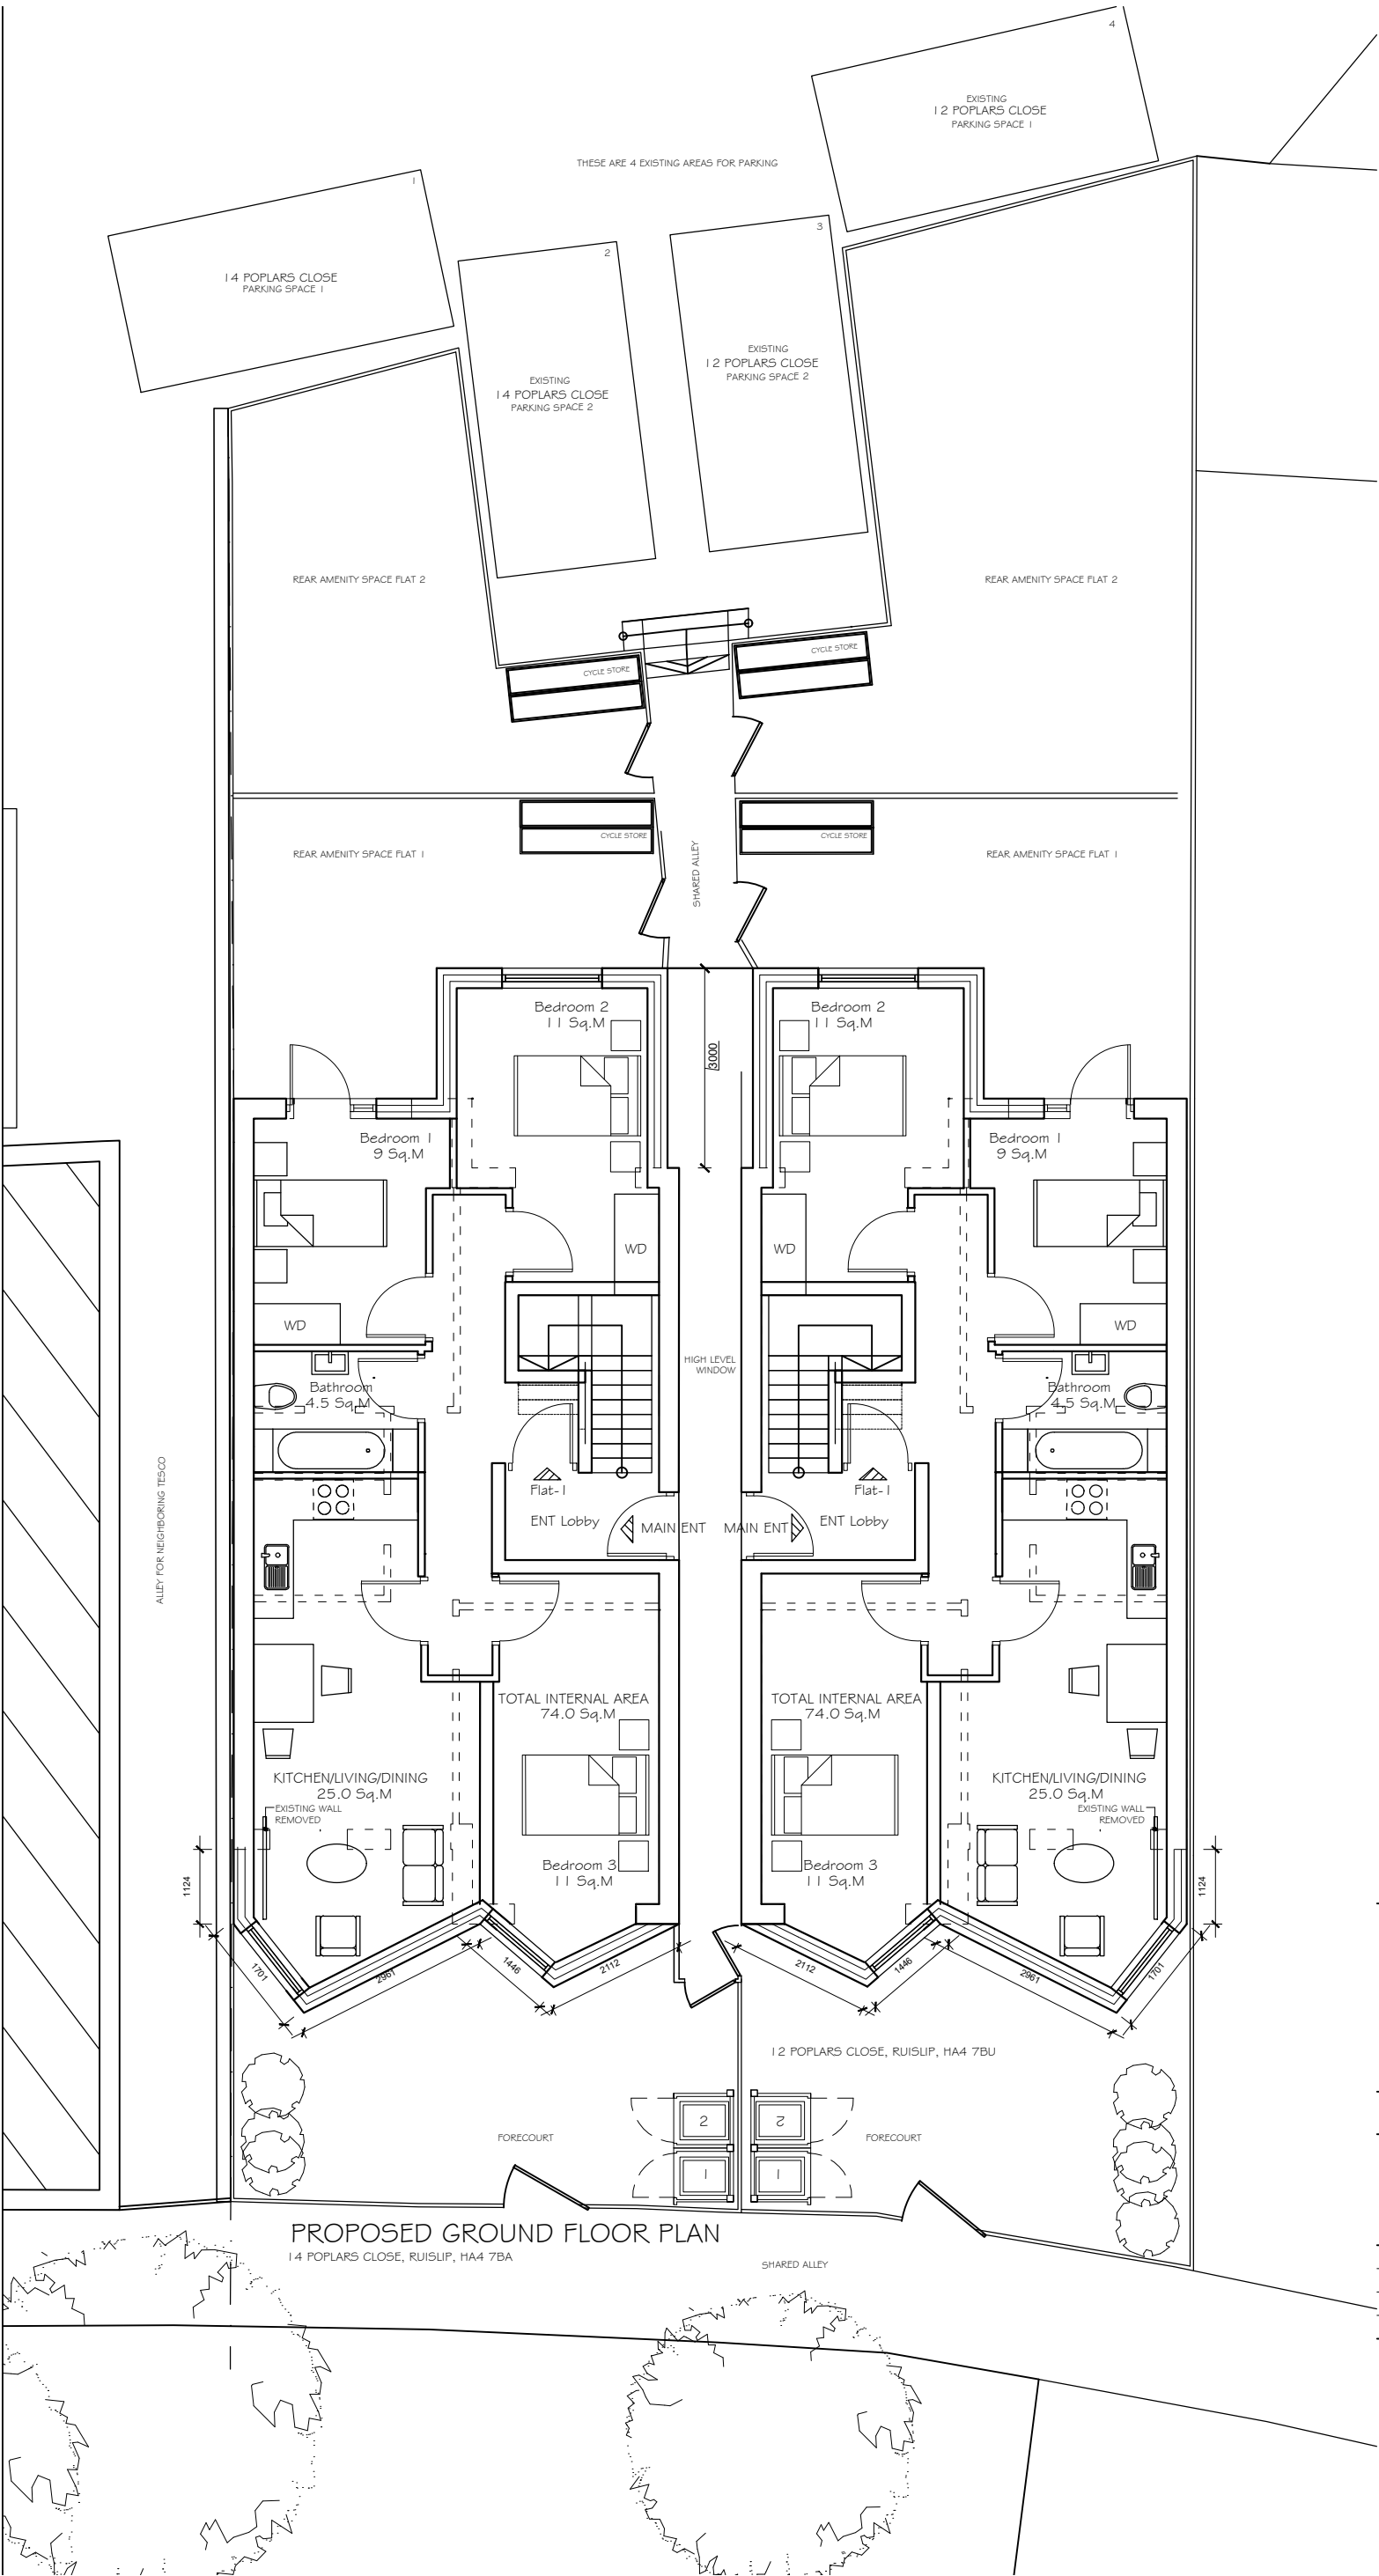 4
EXISTING
12 POPLARS CLOSE
PARKING SPACE 1
THESE ARE 4 EXISTING AREAS FOR PARKING
1
14 POPLARS CLOSE
PARKING SPACE 1
2
EXISTING
14 POPLARS CLOSE
PARKING SPACE 2
3
EXISTING
12 POPLARS CLOSE
PARKING SPACE 2
REAR AMENITY SPACE FLAT 2
REAR AMENITY SPACE FLAT 2
CYCLE STORE
CYCLE STORE
CYCLE STORE
CYCLE STORE
REAR AMENITY SPACE FLAT 1
SHARED ALLEY
REAR AMENITY SPACE FLAT 1
Bedroom 2
11 Sq.M
3000
Bedroom 2
11 Sq.M
Bedroom 1
9 Sq.M
Bedroom 1
9 Sq.M
WD
WD
WD
WD
HIGH LEVEL
WINDOW
Bathroom
4.5 Sq.M
Bathroom
4.5 Sq.M
ALLEY FOR NEIGHBORING TESCO
Flat-1
Flat-1
ENT Lobby
MAIN ENT
MAIN ENT
ENT Lobby
TOTAL INTERNAL AREA
74.0 Sq.M
TOTAL INTERNAL AREA
74.0 Sq.M
KITCHEN/LIVING/DINING
25.0 Sq.M
KITCHEN/LIVING/DINING
25.0 Sq.M
EXISTING WALL
REMOVED
EXISTING WALL
REMOVED
Bedroom 3
11 Sq.M
Bedroom 3
11 Sq.M
1124
1124
1701
2961
1446
2112
2112
1446
2961
1701
12 POPLARS CLOSE, RUISLIP, HA4 7BU
2
2
FORECOURT
FORECOURT
1
1
PROPOSED GROUND FLOOR PLAN
14 POPLARS CLOSE, RUISLIP, HA4 7BA
SHARED ALLEY